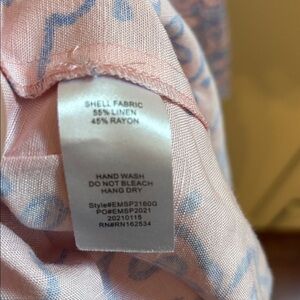 SHELL FABRIC
55% LINEN
45% RAYON
HAND WASH
DO NOT BLEACH
HANG DRY
Style#EMSP2160G
PO#EMSP2021
20210115
RN#RN162534